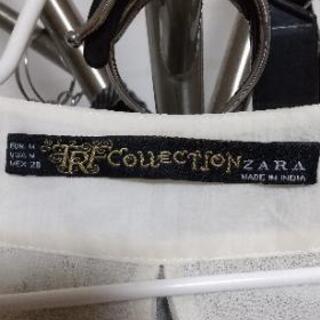 EUR M
USA M
MEX 28
TRF COLLECTION
ZARA
MADE IN INDIA